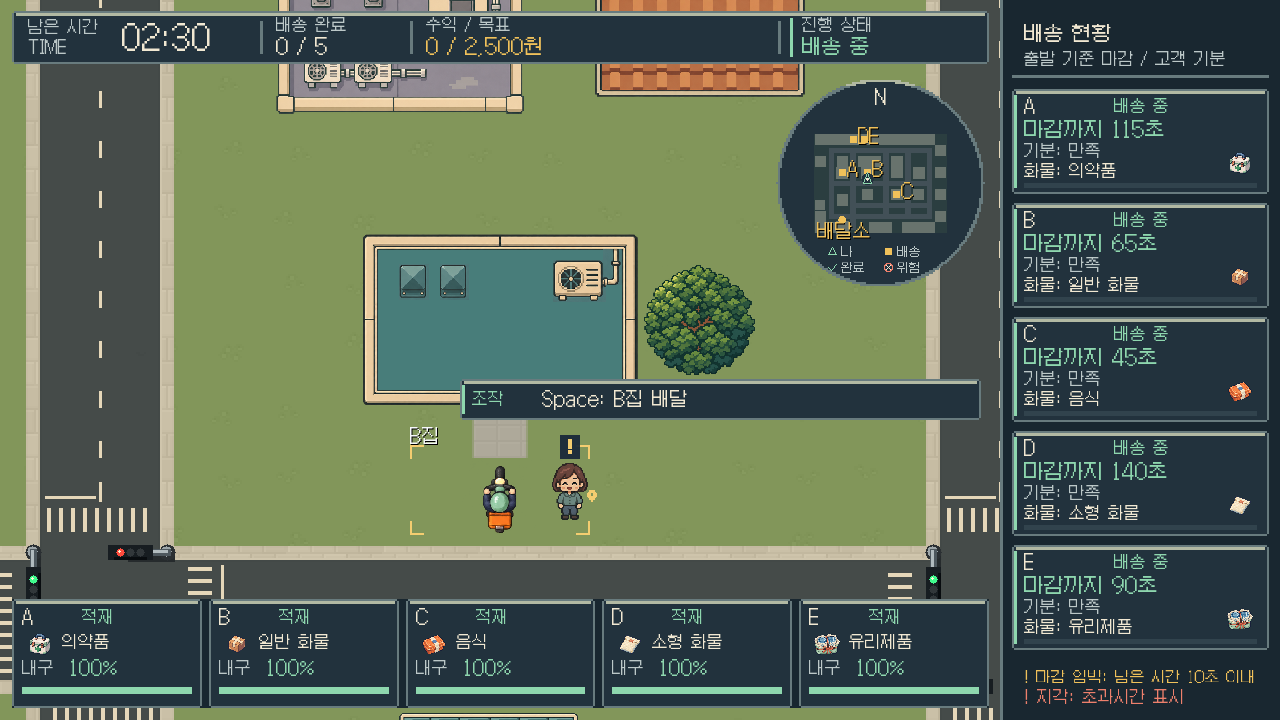 남은 시간
TIME
02:30
배송 완료
0 / 5
수익 / 목표
0 / 2,500원
진행 상태
배송 중
N
DE
A
B
C
배달소
△ 나
■ 배송
✓ 완료
⊗ 위험
조작 Space: B집 배달
B집
!
배송 현황
출발 기준 마감 / 고객 기분
A 배송 중
마감까지 115초
기분: 만족
화물: 의약품
B 배송 중
마감까지 65초
기분: 만족
화물: 일반 화물
C 배송 중
마감까지 45초
기분: 만족
화물: 음식
D 배송 중
마감까지 140초
기분: 만족
화물: 소형 화물
E 배송 중
마감까지 90초
기분: 만족
화물: 유리제품
! 마감 임박: 남은 시간 10초 이내
! 지각: 초과시간 표시
A 적재
의약품
내구 100%
B 적재
일반 화물
내구 100%
C 적재
음식
내구 100%
D 적재
소형 화물
내구 100%
E 적재
유리제품
내구 100%